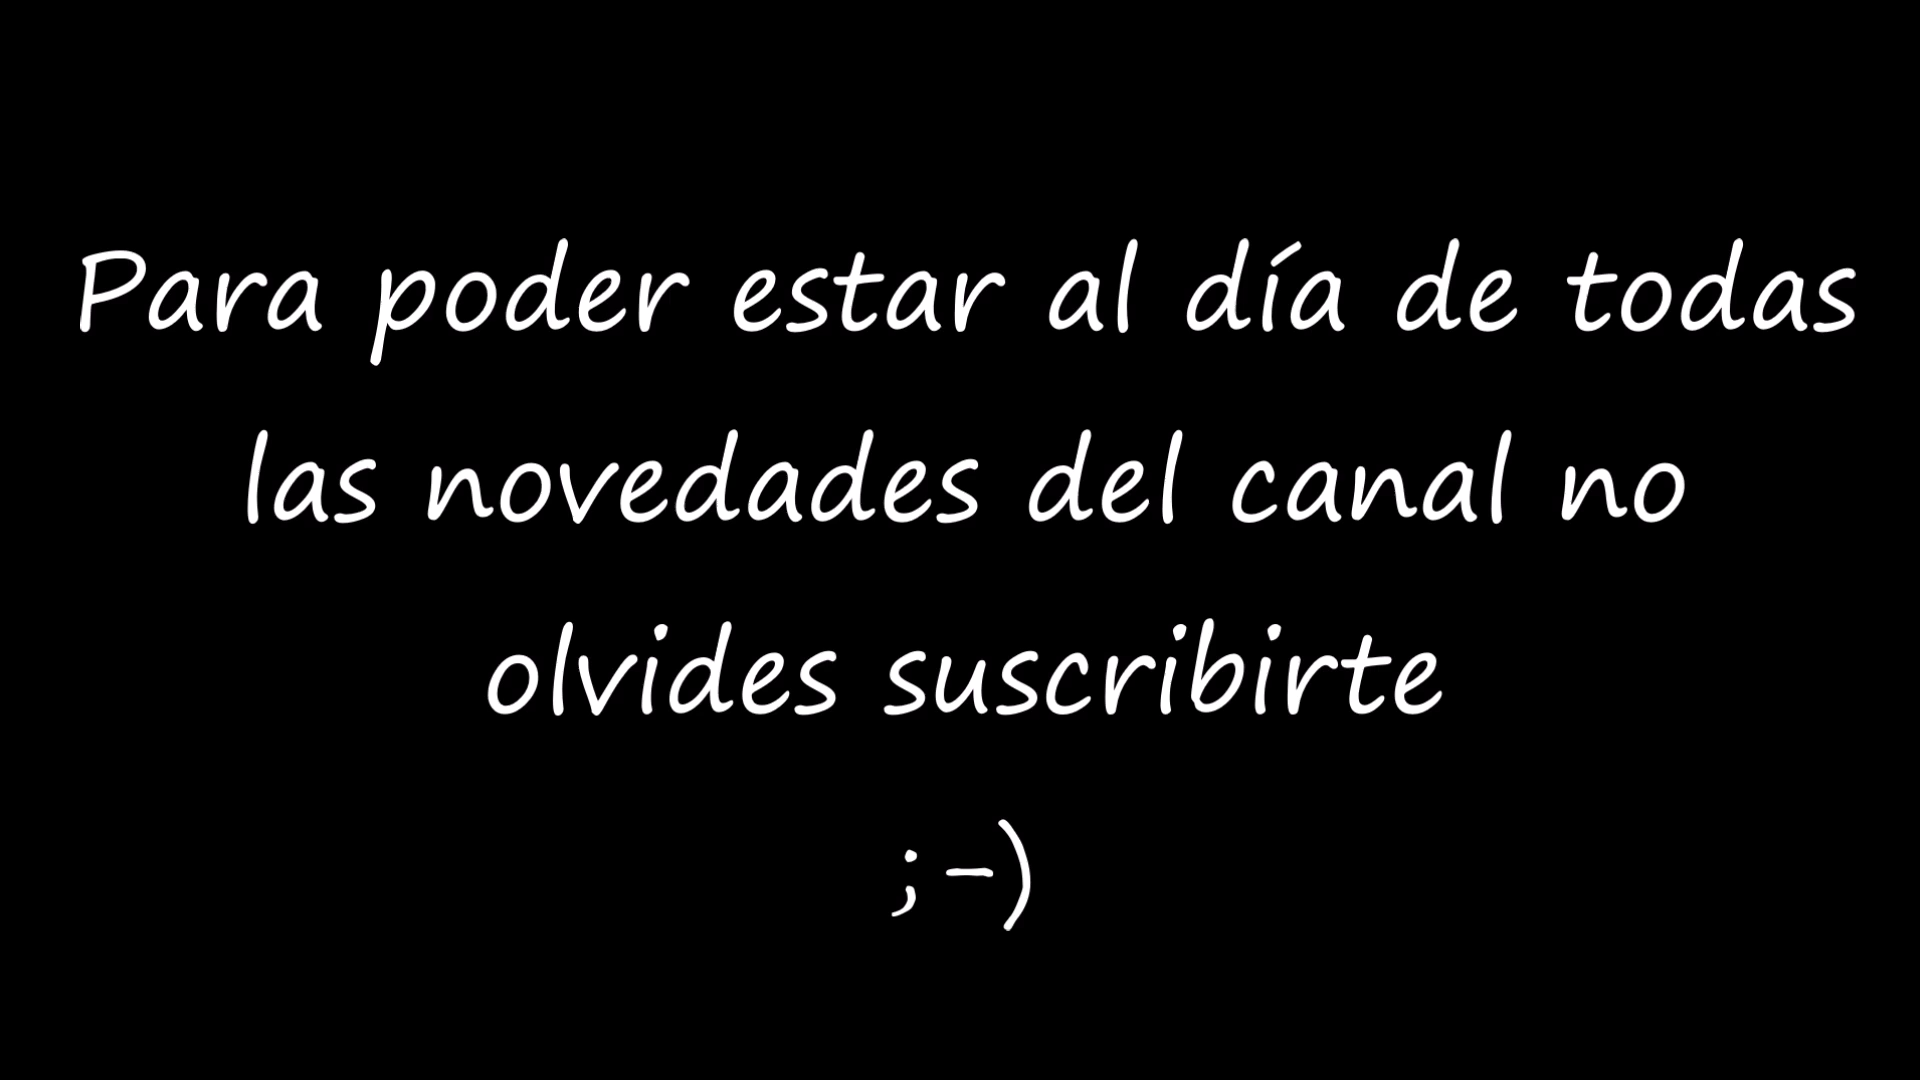 Para poder estar al día de todas
las novedades del canal no
olvides suscribirte
;-)